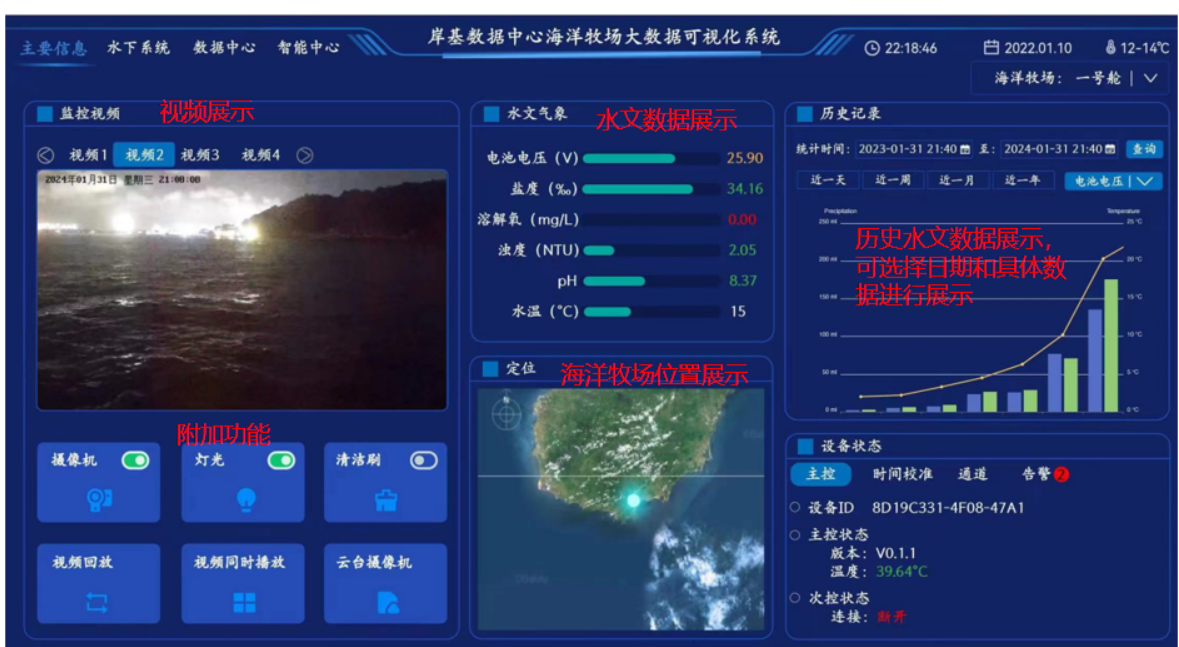 主要信息 水下系统 数据中心 智能中心
岸基数据中心海洋牧场大数据可视化系统
22:18:46 2022.01.10 12-14℃
海洋牧场: 一号舱
监控视频 视频展示
视频1 视频2 视频3 视频4
2024年01月31日 星期三 21:00:00
附加功能
摄像机 灯光 清洁刷
视频回放 视频同时播放 云台摄像机
水文气象 水文数据展示
电池电压 (V) 25.90
盐度 (‰) 34.16
溶解氧 (mg/L) 0.00
浊度 (NTU) 2.05
pH 8.37
水温 (°C) 15
定位 海洋牧场位置展示
N
历史记录
统计时间: 2023-01-31 21:40 至: 2024-01-31 21:40 查询
近一天 近一周 近一月 近一年 电池电压
Precipitation Temperature
250 ml 25 °C
历史水文数据展示,
200 ml 20 °C
可选择日期和具体数
据进行展示
150 ml 15 °C
100 ml 10 °C
50 ml 5 °C
0 ml 0 °C
设备状态
主控 时间校准 通道 告警 2
设备ID 8D19C331-4F08-47A1
主控状态
版本: V0.1.1
温度: 39.64°C
次控状态
连接: 断开